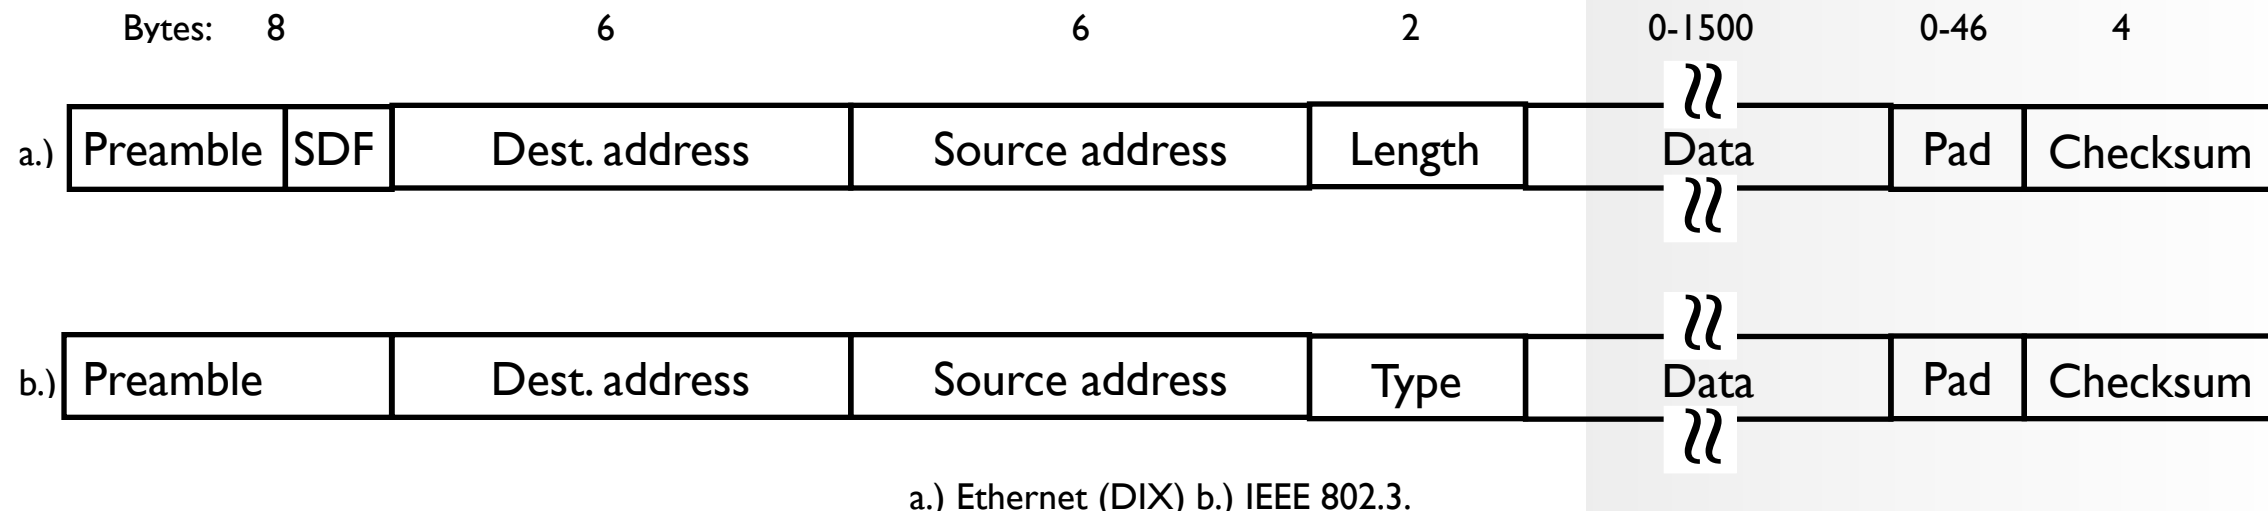 Bytes: 8 6 6 2 0-1500 0-46 4
a.) Preamble SDF Dest. address Source address Length Data Pad Checksum
b.) Preamble Dest. address Source address Type Data Pad Checksum
a.) Ethernet (DIX) b.) IEEE 802.3.